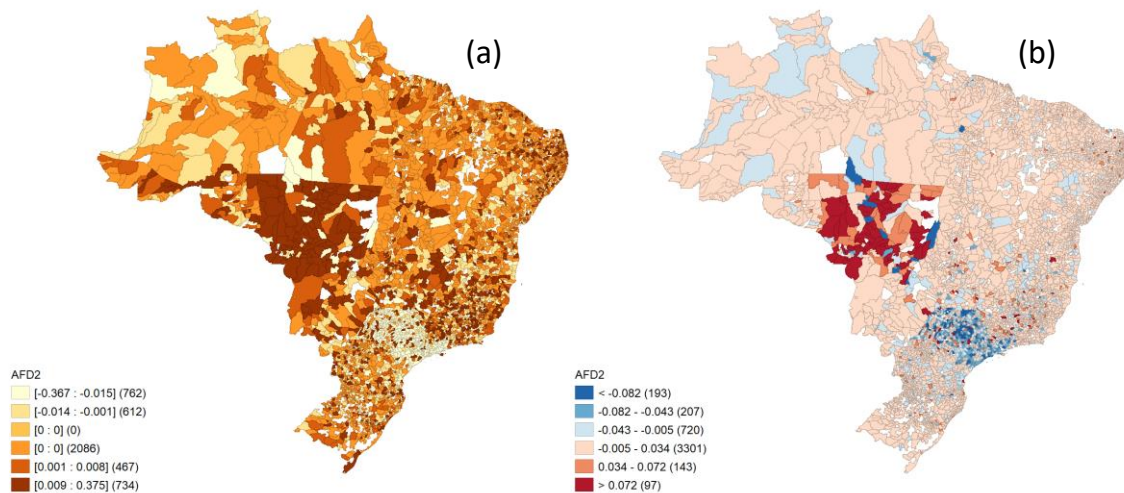 (a)
AFD2
[-0.367 : -0.015] (762)
[-0.014 : -0.001] (612)
[0 : 0] (0)
[0 : 0] (2086)
[0.001 : 0.008] (467)
[0.009 : 0.375] (734)
(b)
AFD2
< -0.082 (193)
-0.082 - -0.043 (207)
-0.043 - -0.005 (720)
-0.005 - 0.034 (3301)
0.034 - 0.072 (143)
> 0.072 (97)